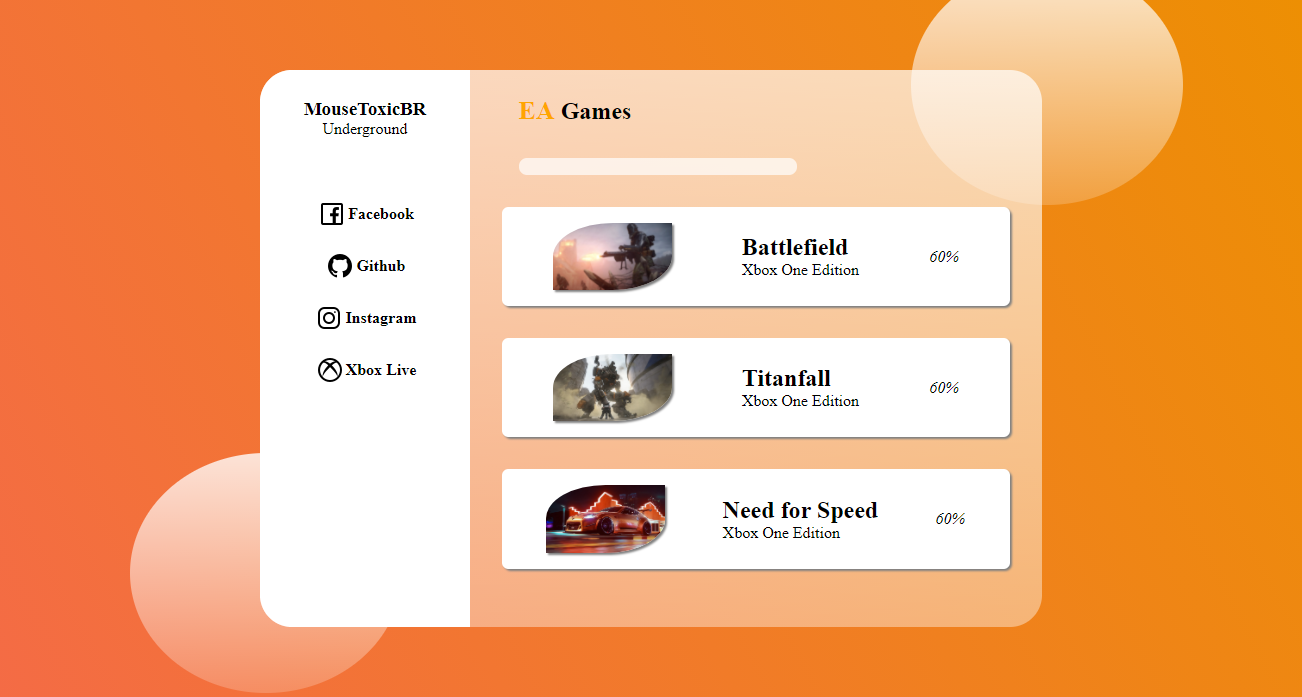 MouseToxicBR
Underground
Facebook
Github
Instagram
Xbox Live
EA Games
Battlefield
Xbox One Edition
60%
Titanfall
Xbox One Edition
60%
Need for Speed
Xbox One Edition
60%